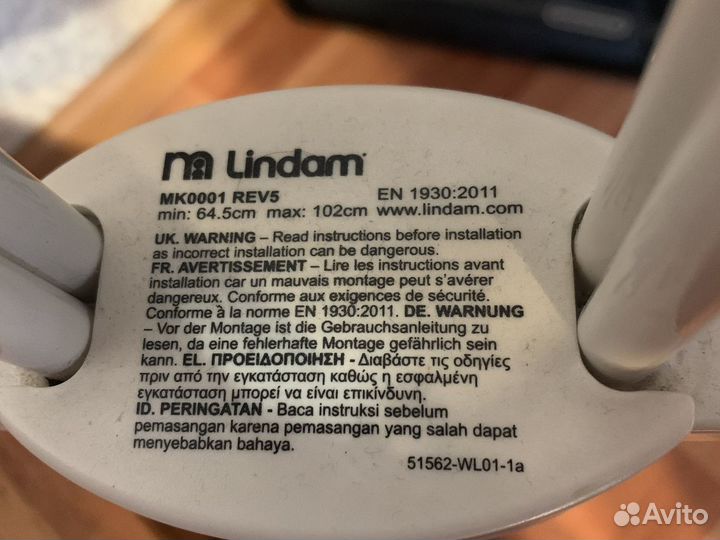 m Lindam
MK0001 REV5 EN 1930:2011
min: 64.5cm max: 102cm www.lindam.com
UK. WARNING – Read instructions before installation
as incorrect installation can be dangerous.
FR. AVERTISSEMENT – Lire les instructions avant
installation car un mauvais montage peut s'avérer
dangereux. Conforme aux exigences de sécurité.
Conforme à la norme EN 1930:2011. DE. WARNUNG
– Vor der Montage ist die Gebrauchsanleitung zu
lesen, da eine fehlerhafte Montage gefährlich sein
kann. EL. ΠΡΟΕΙΔΟΠΟΙΗΣΗ - Διαβάστε τις οδηγίες
πριν από την εγκατάσταση καθώς η εσφαλμένη
εγκατάσταση μπορεί να είναι επικίνδυνη.
ID. PERINGATAN - Baca instruksi sebelum
pemasangan karena pemasangan yang salah dapat
menyebabkan bahaya.
51562-WL01-1a
Avito